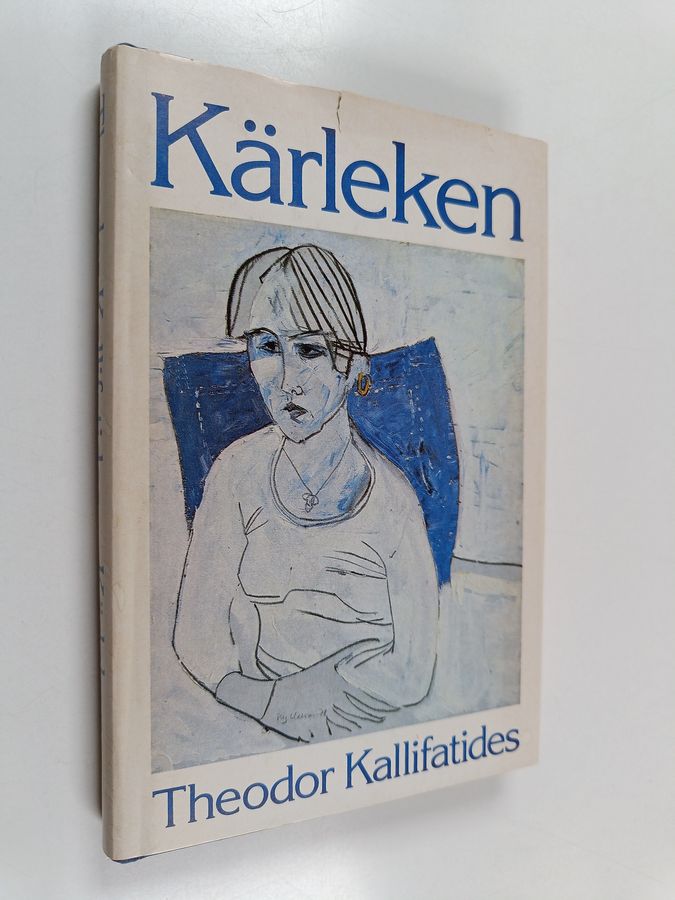 Kärleken
Theodor Kallifatides